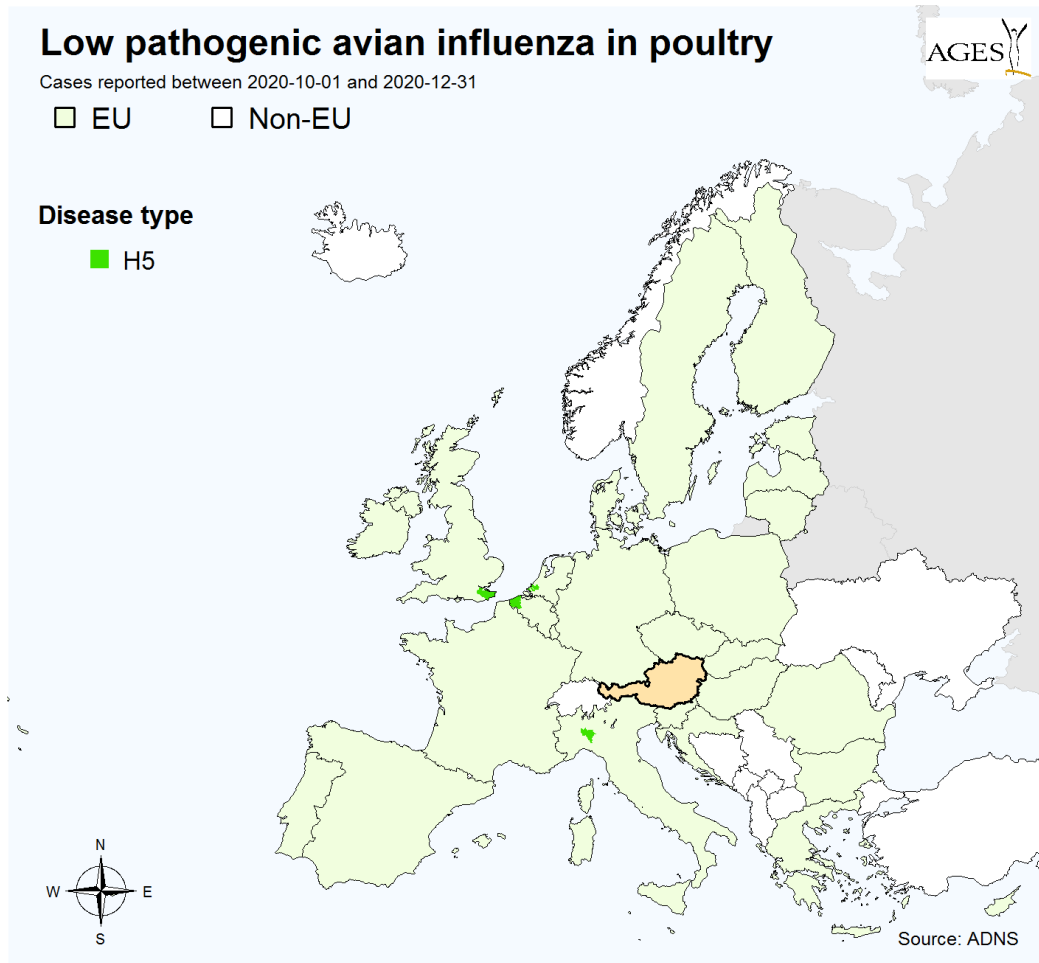 Low pathogenic avian influenza in poultry
AGES
Cases reported between 2020-10-01 and 2020-12-31
EU
Non-EU
Disease type
H5
N
W
E
S
Source: ADNS